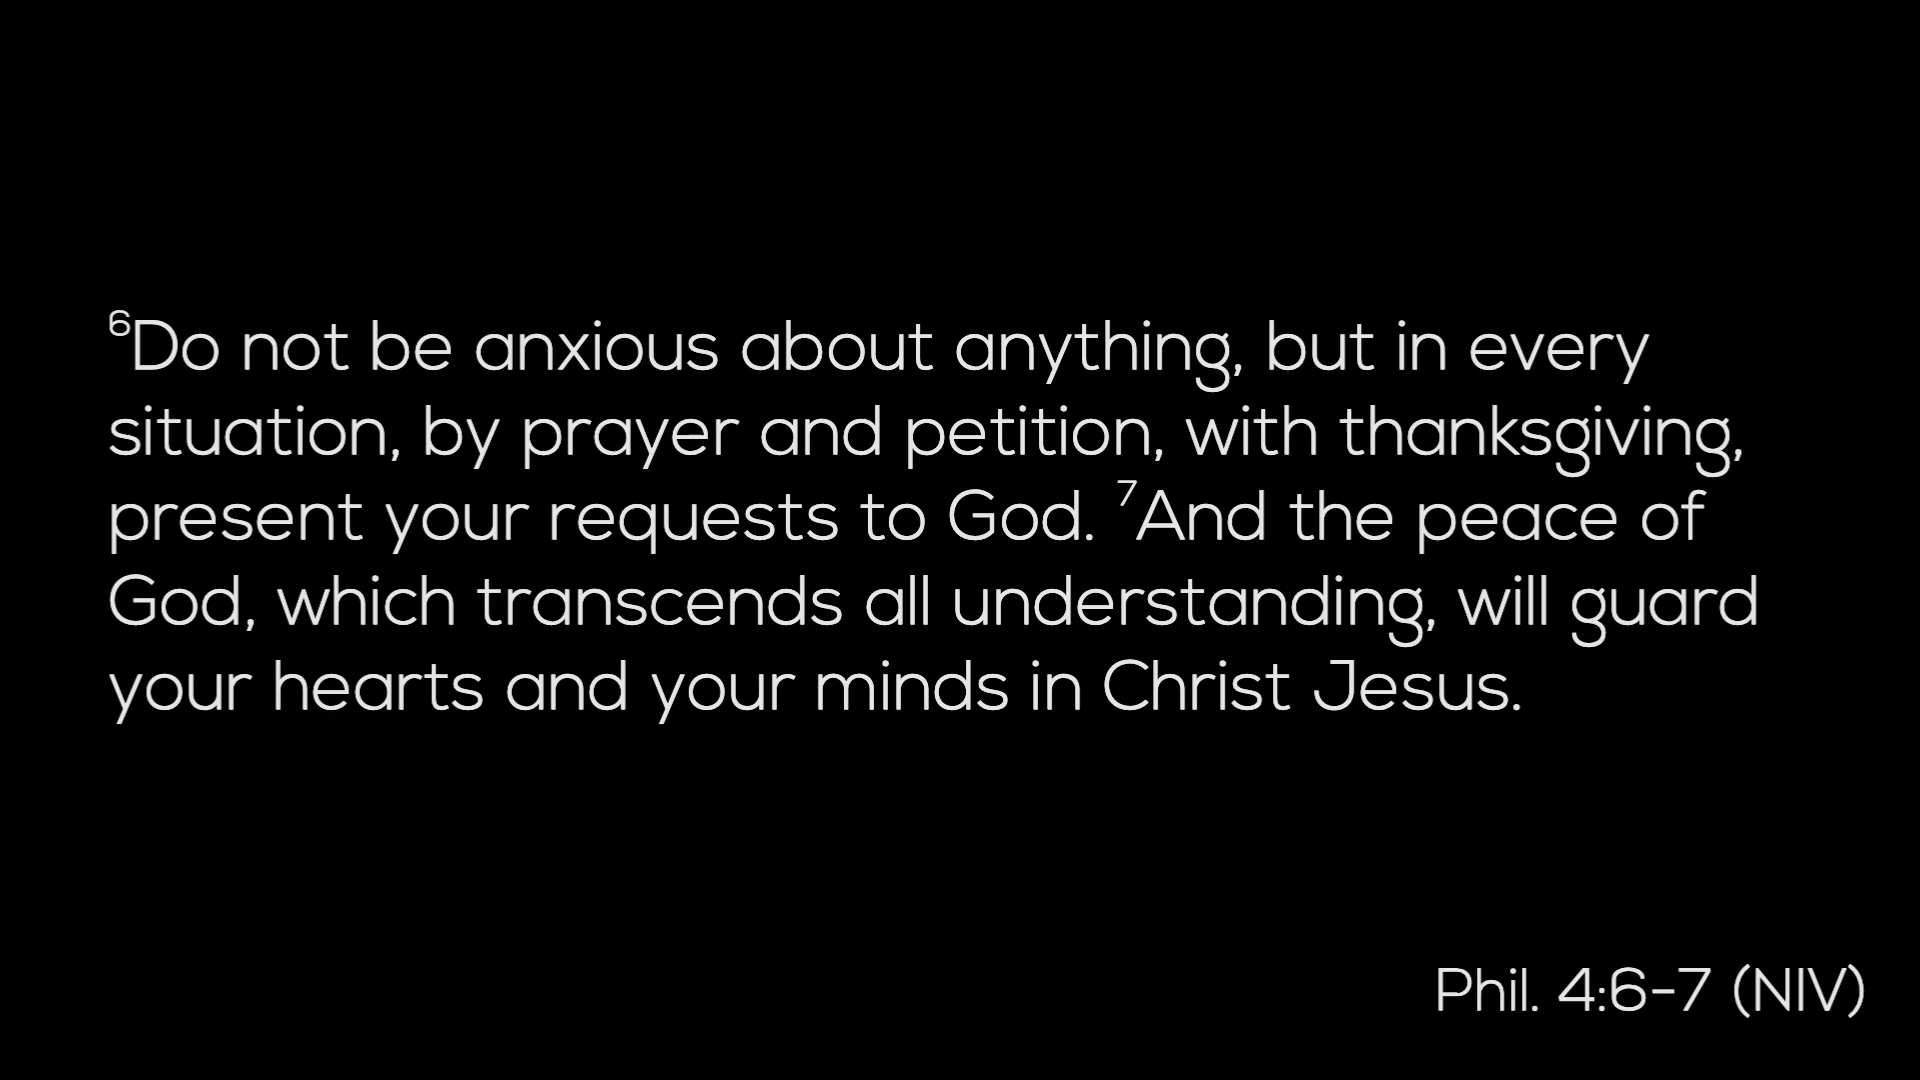 ⁶Do not be anxious about anything, but in every
situation, by prayer and petition, with thanksgiving,
present your requests to God. ⁷And the peace of
God, which transcends all understanding, will guard
your hearts and your minds in Christ Jesus.
Phil. 4:6-7 (NIV)